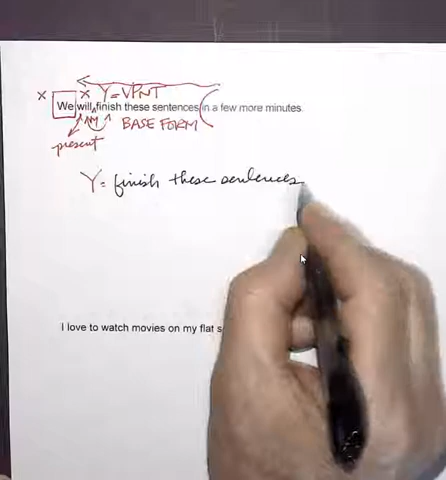 x x Y = VPNT
We will finish these sentences in a few more minutes.
AM BASE FORM
present
Y = finish these sentences
I love to watch movies on my flat s